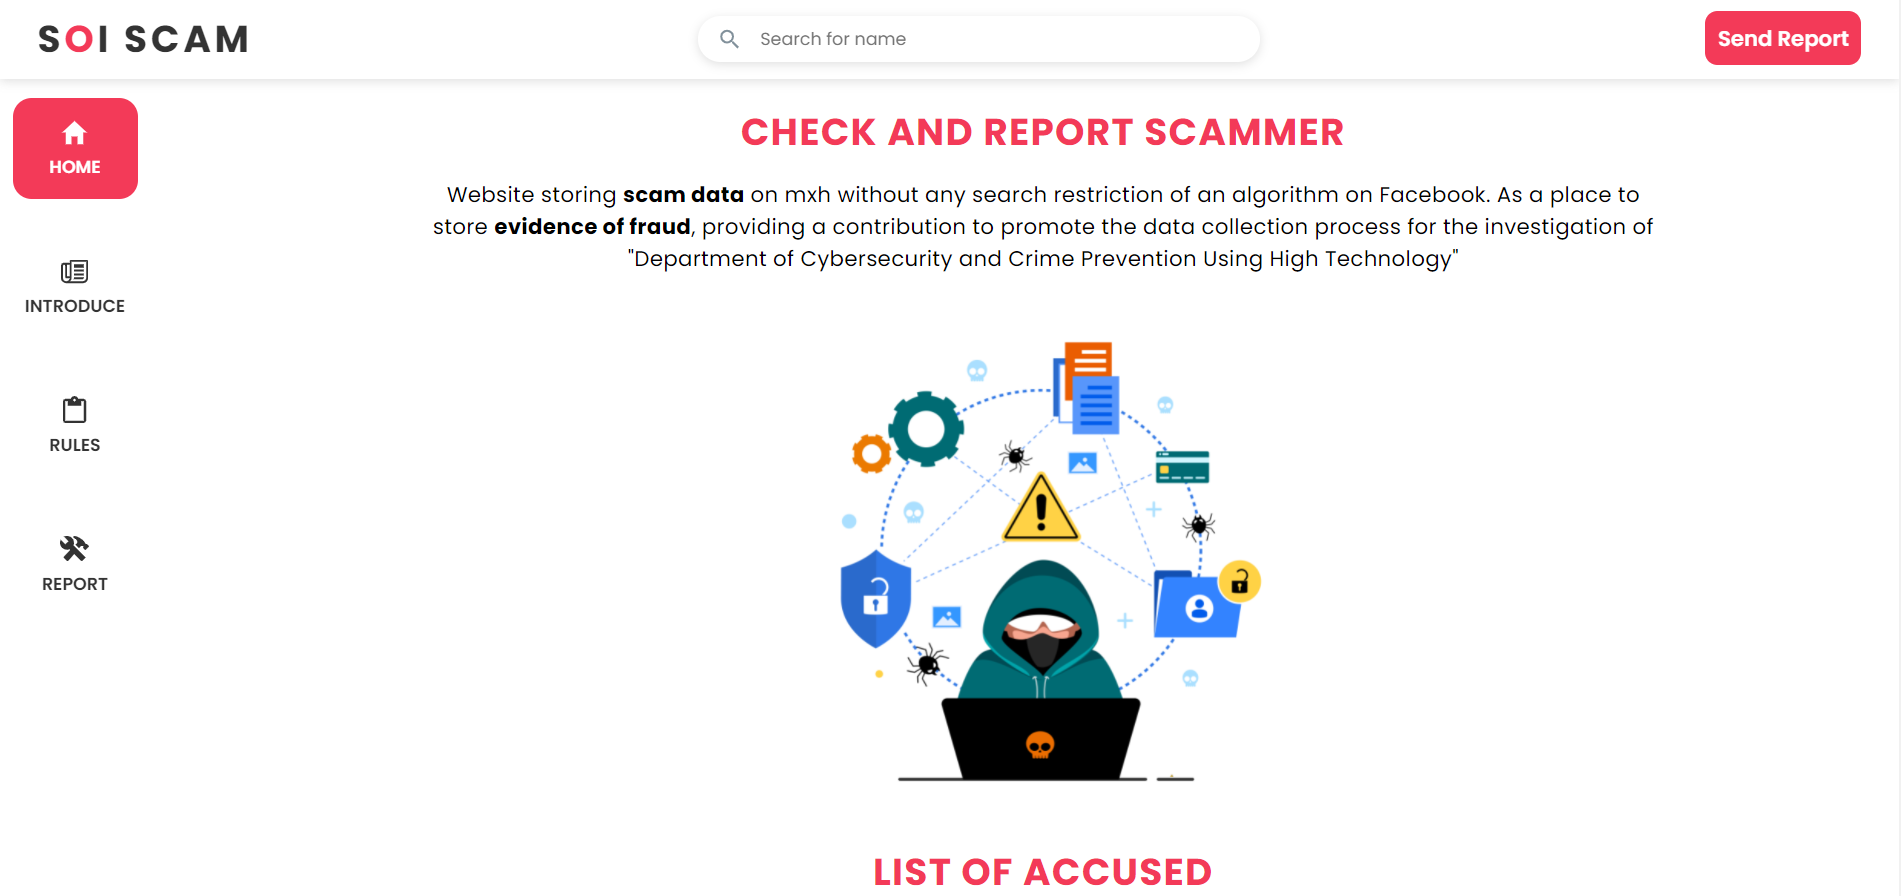 SOI SCAM
Search for name
Send Report
HOME
INTRODUCE
RULES
REPORT
CHECK AND REPORT SCAMMER
Website storing scam data on mxh without any search restriction of an algorithm on Facebook. As a place to
store evidence of fraud, providing a contribution to promote the data collection process for the investigation of
"Department of Cybersecurity and Crime Prevention Using High Technology"
LIST OF ACCUSED